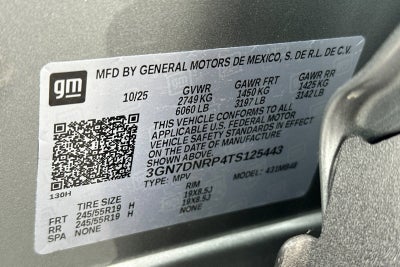 gm
MFD BY GENERAL MOTORS DE MEXICO, S. DE R.L. DE C.V.
10/25 GVWR GAWR FRT GAWR RR
2749 KG 1450 KG 1425 KG
6060 LB 3197 LB 3142 LB
THIS VEHICLE CONFORMS TO ALL
APPLICABLE U.S. FEDERAL MOTOR
VEHICLE SAFETY
STANDARDS IN EFFECT ON THE DATE
OF MANUFACTURE SHOWN ABOVE.
3GN7DNRP4TS125443
TYPE: MPV MODEL:
130H
TIRE SIZE RIM
FRT 245/55R19 H 19X8.5J
RR 245/55R19 H 19X8.5J
SPA NONE NONE